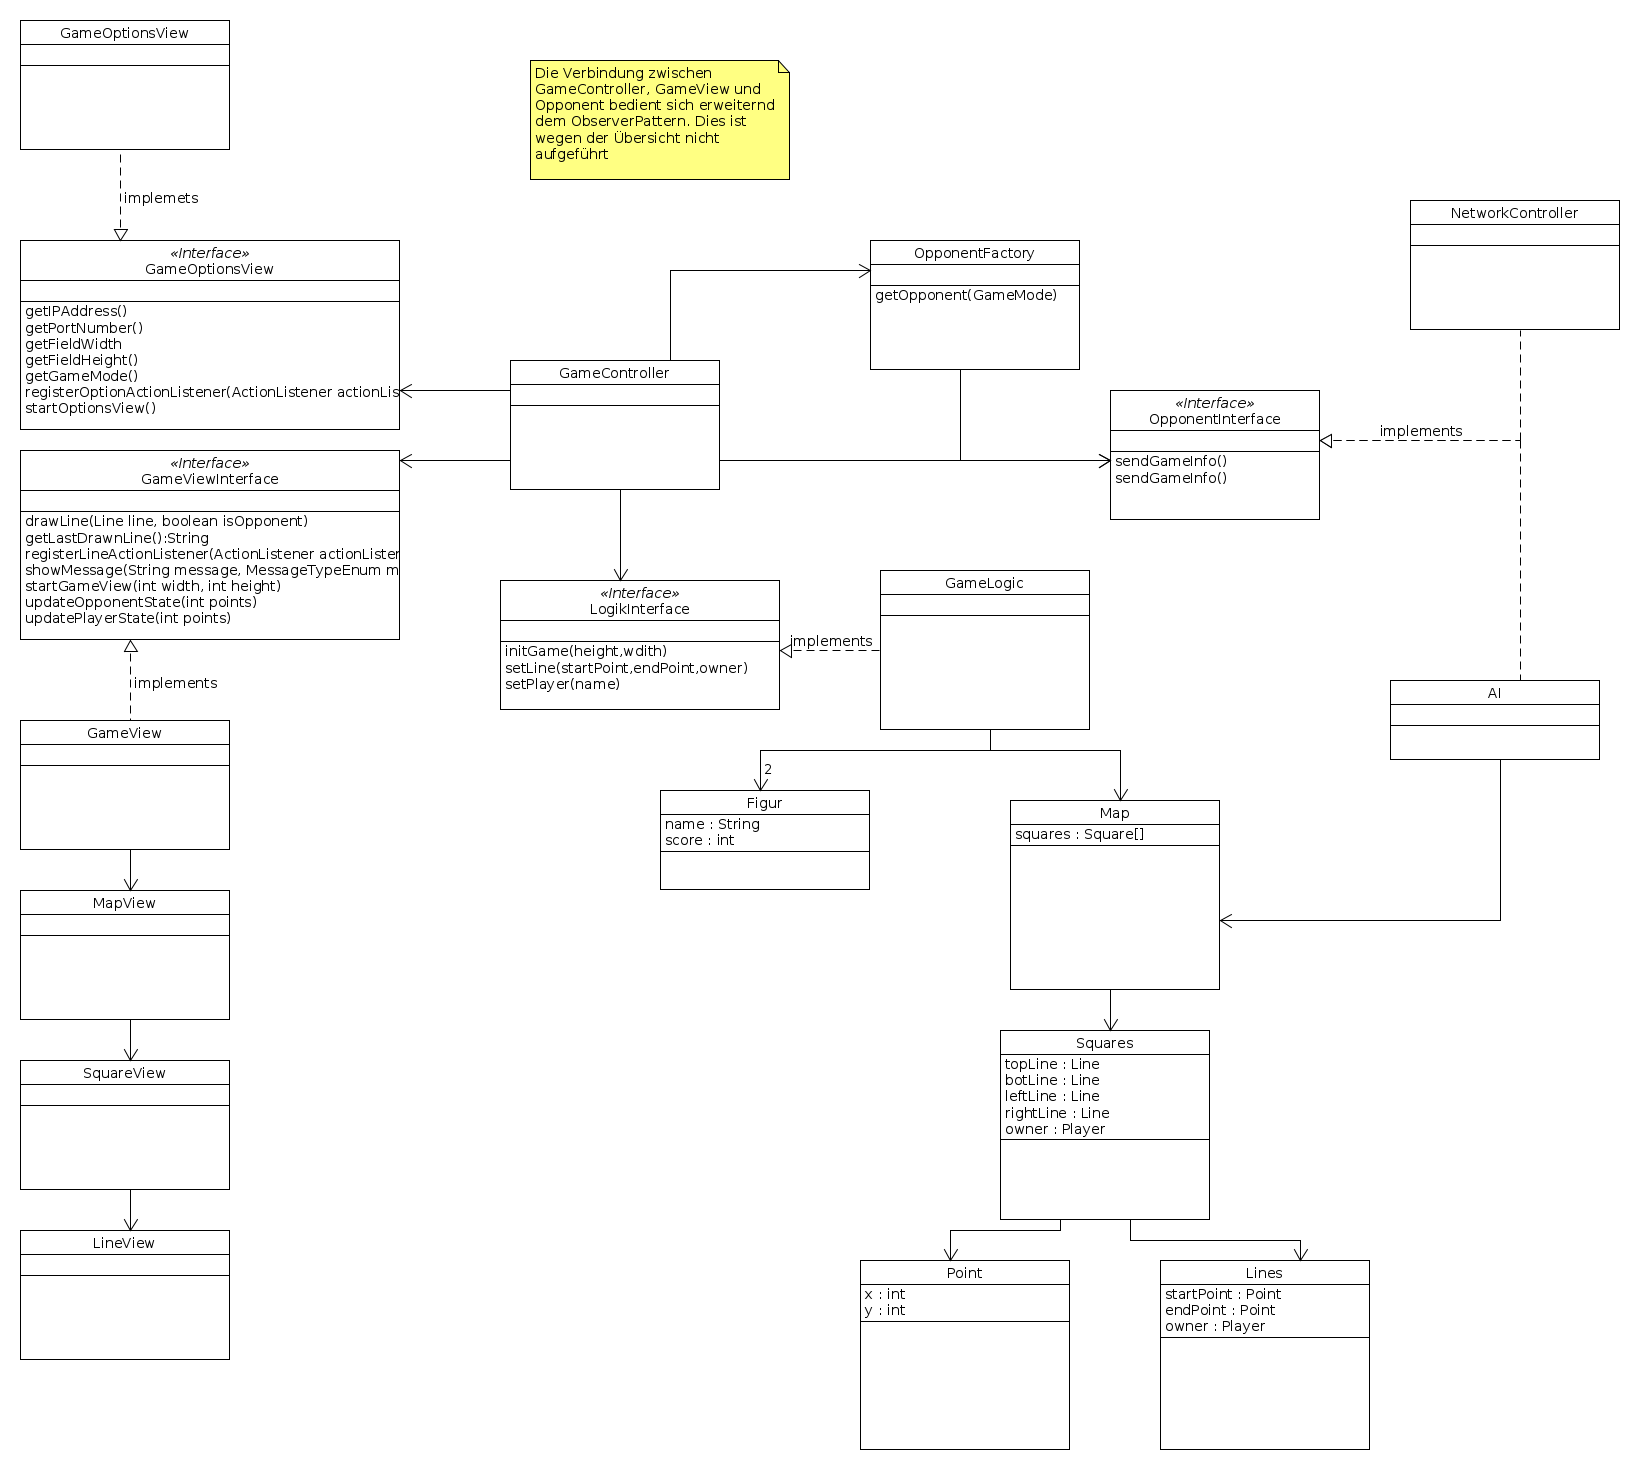 GameOptionsView
implemets
«Interface»
GameOptionsView
getIPAddress()
getPortNumber()
getFieldWidth
getFieldHeight()
getGameMode()
registerOptionActionListener(ActionListener actionLis
startOptionsView()
«Interface»
GameViewInterface
drawLine(Line line, boolean isOpponent)
getLastDrawnLine():String
registerLineActionListener(ActionListener actionListener
showMessage(String message, MessageTypeEnum m
startGameView(int width, int height)
updateOpponentState(int points)
updatePlayerState(int points)
implements
GameView
MapView
SquareView
LineView
Die Verbindung zwischen
GameController, GameView und
Opponent bedient sich erweiternd
dem ObserverPattern. Dies ist
wegen der Übersicht nicht
aufgeführt
GameController
«Interface»
LogikInterface
initGame(height,wdith)
setLine(startPoint,endPoint,owner)
setPlayer(name)
implements
GameLogic
OpponentFactory
getOpponent(GameMode)
«Interface»
OpponentInterface
sendGameInfo()
sendGameInfo()
implements
NetworkController
AI
2
Figur
name : String
score : int
Map
squares : Square[]
Squares
topLine : Line
botLine : Line
leftLine : Line
rightLine : Line
owner : Player
Point
x : int
y : int
Lines
startPoint : Point
endPoint : Point
owner : Player